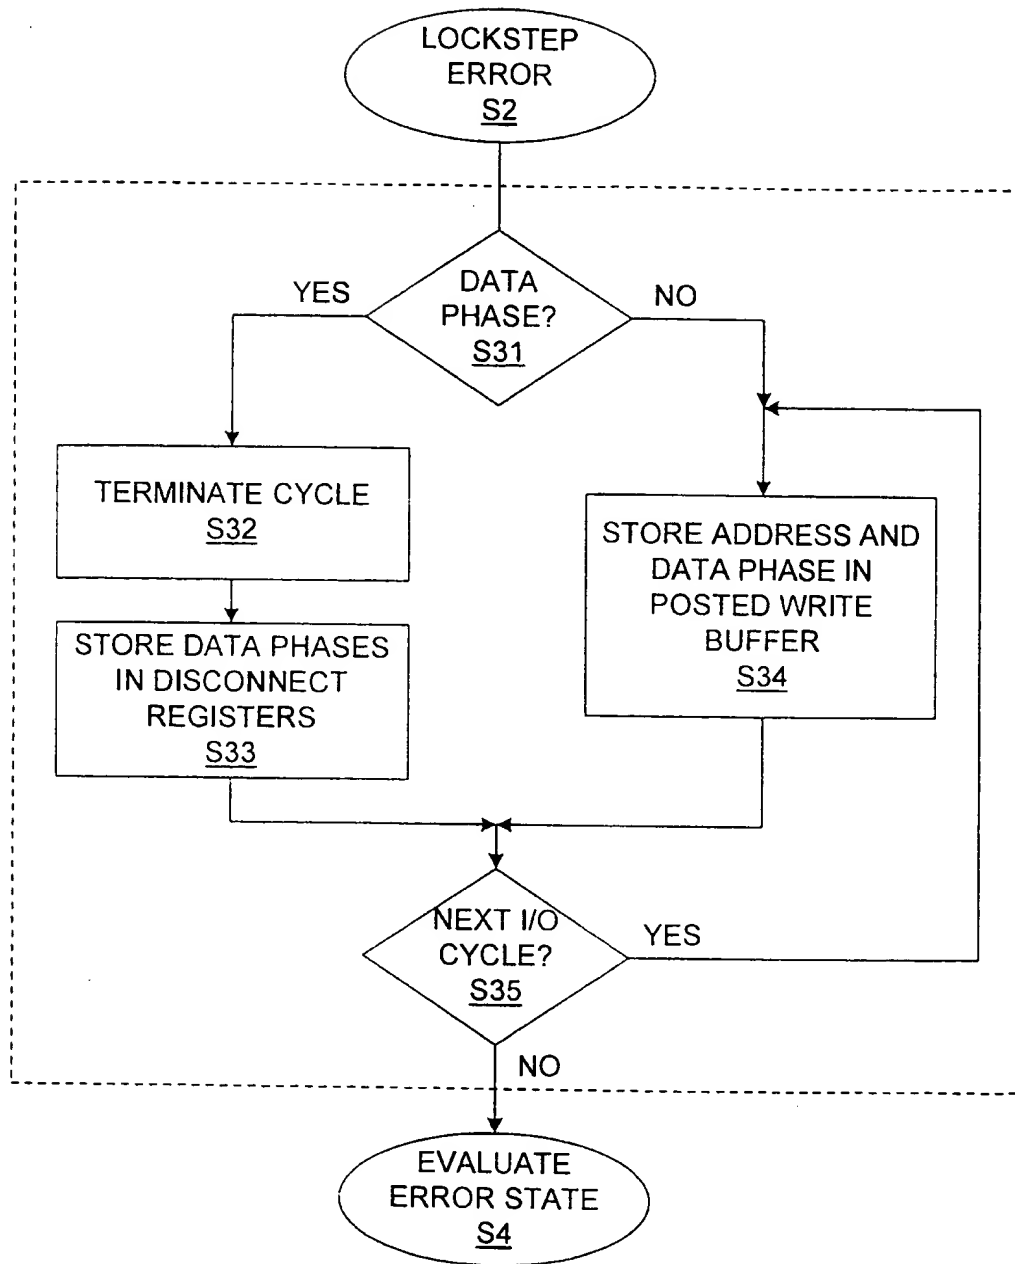 LOCKSTEP
ERROR
S2
DATA
PHASE?
S31
YES
NO
TERMINATE CYCLE
S32
STORE DATA PHASES
IN DISCONNECT
REGISTERS
S33
STORE ADDRESS AND
DATA PHASE IN
POSTED WRITE
BUFFER
S34
NEXT I/O
CYCLE?
S35
YES
NO
EVALUATE
ERROR STATE
S4